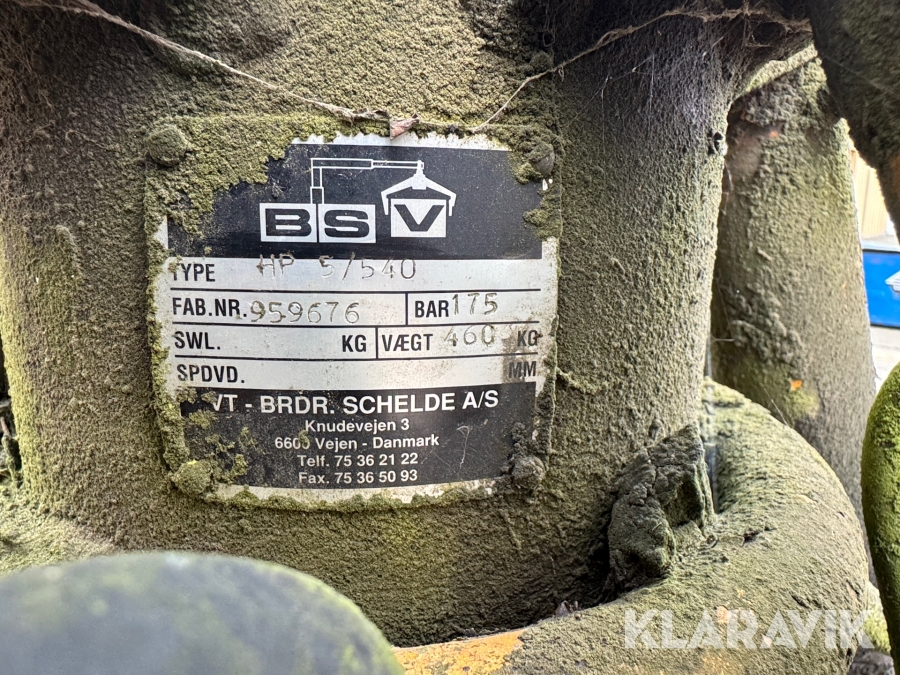 BSV
TYPE HP 5/540
FAB.NR. 959676 BAR 175
SWL. KG VÆGT 460 KG
SPDVD. MM
VT - BRDR. SCHELDE A/S
Knudevejen 3
6600 Vejen - Danmark
Telf. 75 36 21 22
Fax. 75 36 50 93
KLARAVIK